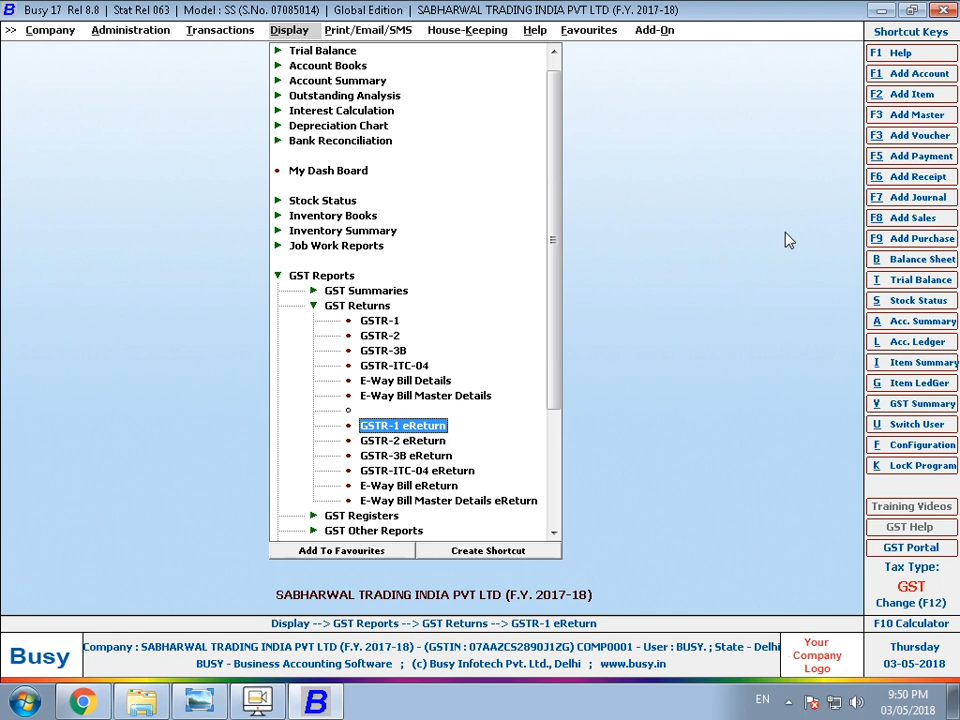 Busy 17 Rel 8.8 | Stat Rel 063 | Model : SS (S.No. 07085014) | Global Edition | SABHARWAL TRADING INDIA PVT LTD (F.Y. 2017-18)
>> Company Administration Transactions Display Print/Email/SMS House-Keeping Help Favourites Add-On
Trial Balance
Account Books
Account Summary
Outstanding Analysis
Interest Calculation
Depreciation Chart
Bank Reconciliation
My Dash Board
Stock Status
Inventory Books
Inventory Summary
Job Work Reports
GST Reports
GST Summaries
GST Returns
GSTR-1
GSTR-2
GSTR-3B
GSTR-ITC-04
E-Way Bill Details
E-Way Bill Master Details
GSTR-1 eReturn
GSTR-2 eReturn
GSTR-3B eReturn
GSTR-ITC-04 eReturn
E-Way Bill eReturn
E-Way Bill Master Details eReturn
GST Registers
GST Other Reports
Add To Favourites Create Shortcut
SABHARWAL TRADING INDIA PVT LTD (F.Y. 2017-18)
Display --> GST Reports --> GST Returns --> GSTR-1 eReturn
Shortcut Keys
F1 Help
F1 Add Account
F2 Add Item
F3 Add Master
F3 Add Voucher
F5 Add Payment
F6 Add Receipt
F7 Add Journal
F8 Add Sales
F9 Add Purchase
B Balance Sheet
T Trial Balance
S Stock Status
A Acc. Summary
L Acc. Ledger
I Item Summary
G Item LedGer
V GST Summary
U Switch User
F ConFiguration
K LocK Program
Training Videos
GST Help
GST Portal
Tax Type:
GST
Change (F12)
F10 Calculator
Busy
Company : SABHARWAL TRADING INDIA PVT LTD (F.Y. 2017-18) - (GSTIN : 07AAZCS2890J1ZG) COMP0001 - User : BUSY. ; State - Delhi
BUSY - Business Accounting Software ; (c) Busy Infotech Pvt. Ltd., Delhi ; www.busy.in
Your
Company
Logo
Thursday
03-05-2018
B
EN
9:50 PM
03/05/2018